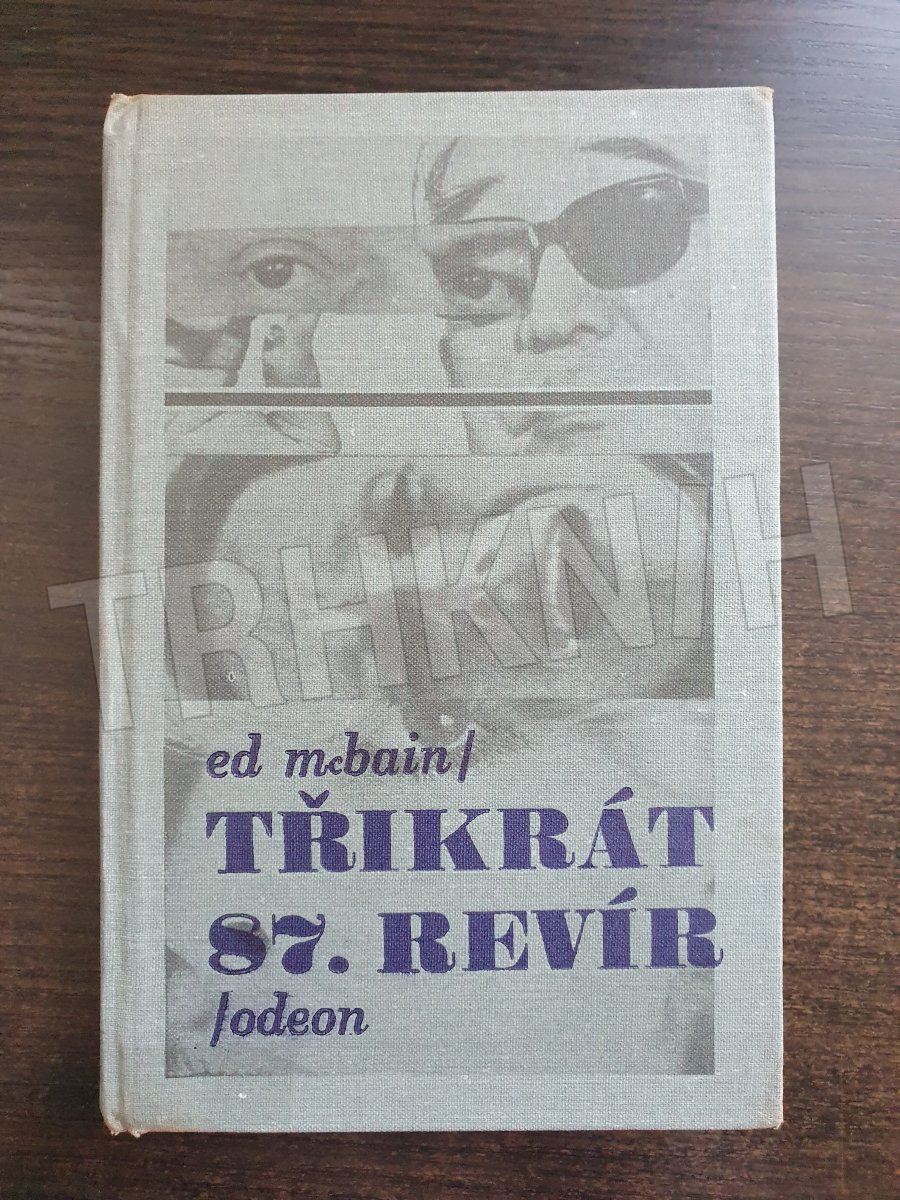 TRHKNIH
ed mcbain/
TŘIKRÁT
87. REVÍR
/odeon